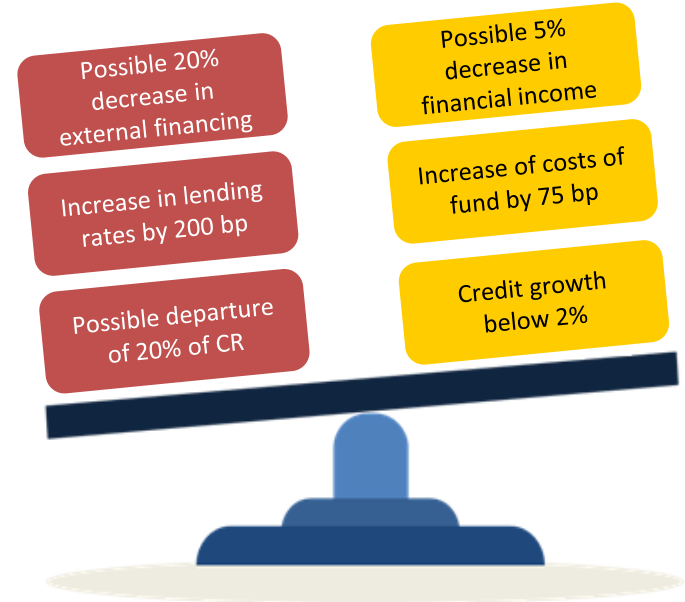 Possible 20%
decrease in
external financing
Increase in lending
rates by 200 bp
Possible departure
of 20% of CR
Possible 5%
decrease in
financial income
Increase of costs of
fund by 75 bp
Credit growth
below 2%